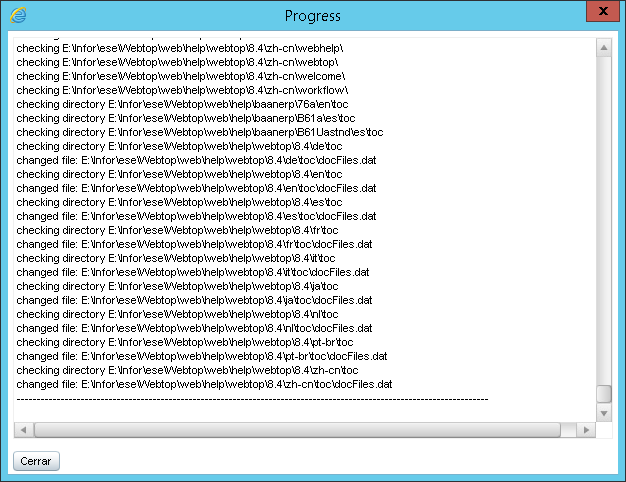 Progress
x
checking E:\Infor\ese\Webtop\web\help\webtop\8.4\zh-cn\webhelp\
checking E:\Infor\ese\Webtop\web\help\webtop\8.4\zh-cn\webtop\
checking E:\Infor\ese\Webtop\web\help\webtop\8.4\zh-cn\welcome\
checking E:\Infor\ese\Webtop\web\help\webtop\8.4\zh-cn\workflow\
checking directory E:\Infor\ese\Webtop\web\help\baanerp\76a\en\toc
checking directory E:\Infor\ese\Webtop\web\help\baanerp\B61a\es\toc
checking directory E:\Infor\ese\Webtop\web\help\baanerp\B61Uastnd\es\toc
checking directory E:\Infor\ese\Webtop\web\help\webtop\8.4\de\toc
changed file: E:\Infor\ese\Webtop\web\help\webtop\8.4\de\toc\docFiles.dat
checking directory E:\Infor\ese\Webtop\web\help\webtop\8.4\en\toc
changed file: E:\Infor\ese\Webtop\web\help\webtop\8.4\en\toc\docFiles.dat
checking directory E:\Infor\ese\Webtop\web\help\webtop\8.4\es\toc
changed file: E:\Infor\ese\Webtop\web\help\webtop\8.4\es\toc\docFiles.dat
checking directory E:\Infor\ese\Webtop\web\help\webtop\8.4\fr\toc
changed file: E:\Infor\ese\Webtop\web\help\webtop\8.4\fr\toc\docFiles.dat
checking directory E:\Infor\ese\Webtop\web\help\webtop\8.4\it\toc
changed file: E:\Infor\ese\Webtop\web\help\webtop\8.4\it\toc\docFiles.dat
checking directory E:\Infor\ese\Webtop\web\help\webtop\8.4\ja\toc
changed file: E:\Infor\ese\Webtop\web\help\webtop\8.4\ja\toc\docFiles.dat
checking directory E:\Infor\ese\Webtop\web\help\webtop\8.4\nl\toc
changed file: E:\Infor\ese\Webtop\web\help\webtop\8.4\nl\toc\docFiles.dat
checking directory E:\Infor\ese\Webtop\web\help\webtop\8.4\pt-br\toc
changed file: E:\Infor\ese\Webtop\web\help\webtop\8.4\pt-br\toc\docFiles.dat
checking directory E:\Infor\ese\Webtop\web\help\webtop\8.4\zh-cn\toc
changed file: E:\Infor\ese\Webtop\web\help\webtop\8.4\zh-cn\toc\docFiles.dat
----------------------------------------------------------------------------------------------------------------------
Cerrar